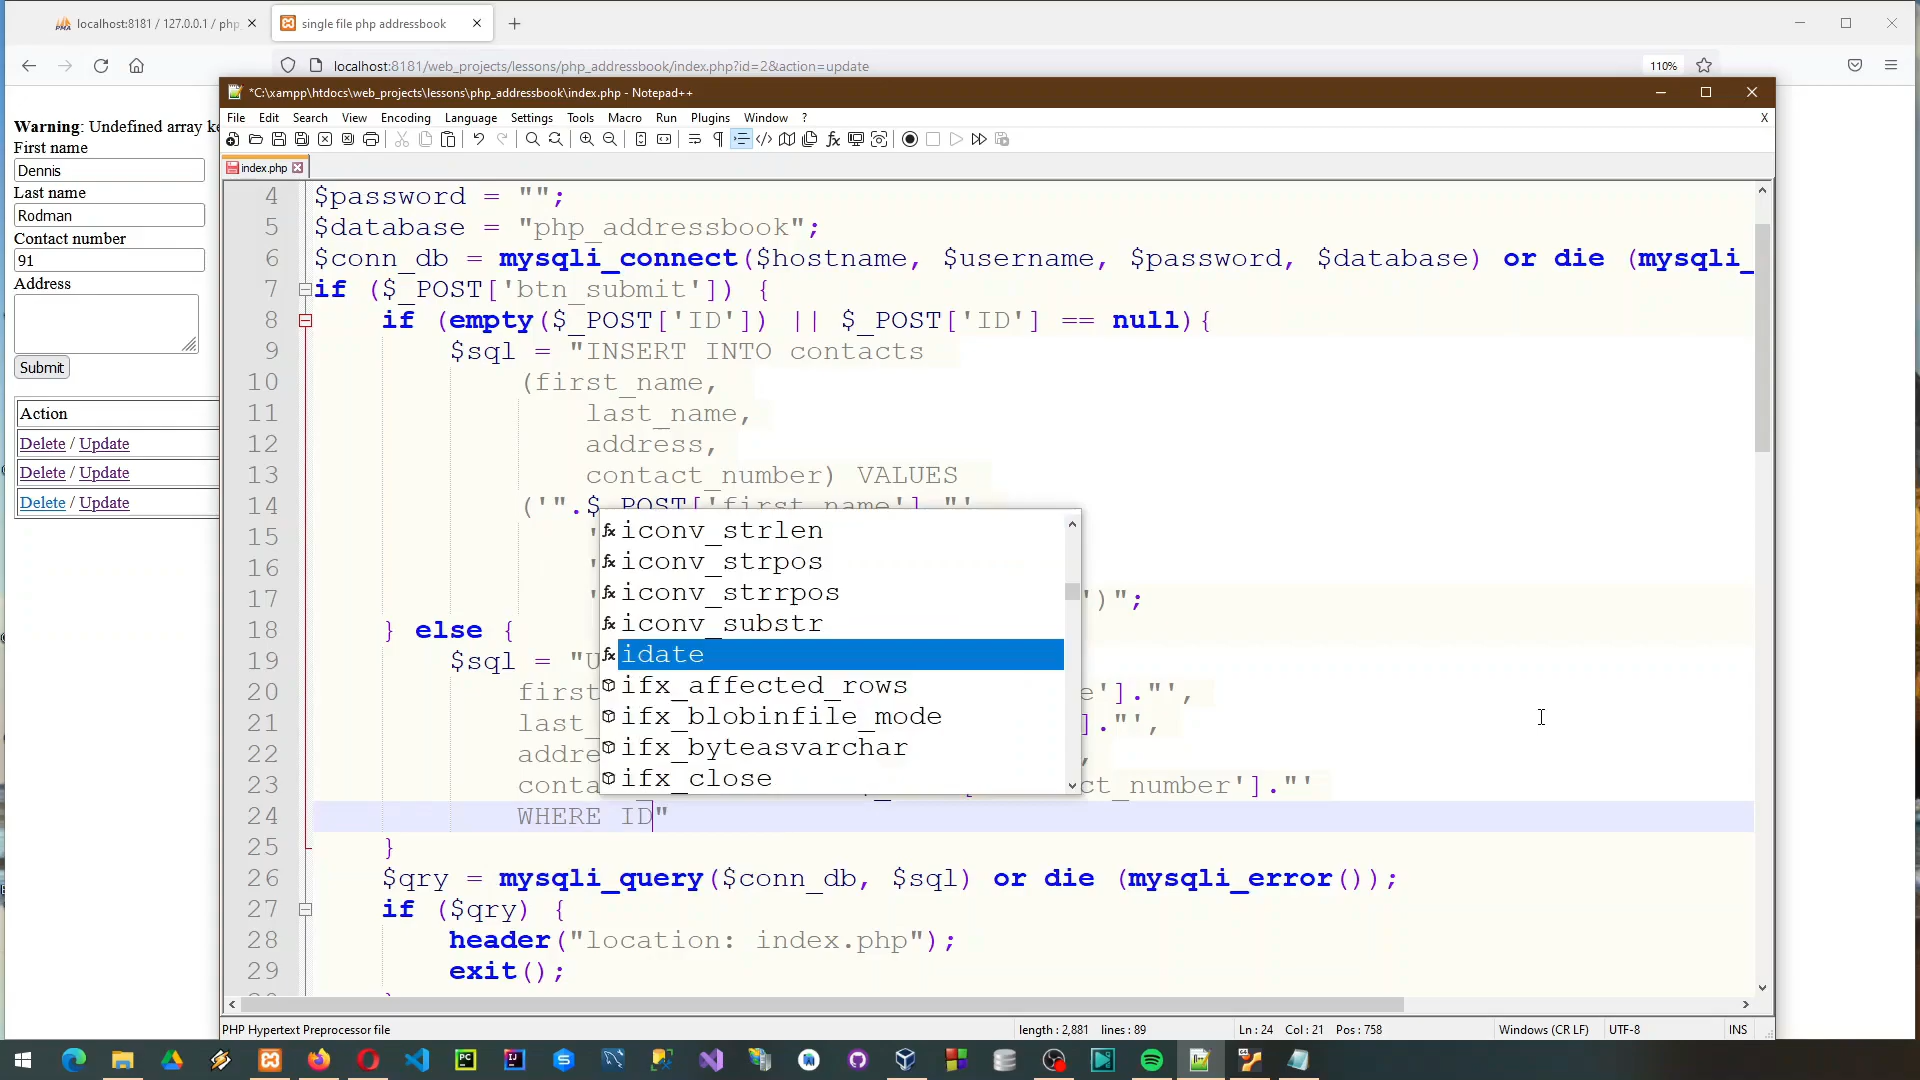 localhost:8181 / 127.0.0.1 / php_
single file php addressbook
localhost:8181/web_projects/lessons/php_addressbook/index.php?id=2&action=update
110%
Warning: Undefined array ke
First name
Dennis
Last name
Rodman
Contact number
91
Address
Submit
Action
Delete / Update
Delete / Update
Delete / Update
*C:\xampp\htdocs\web_projects\lessons\php_addressbook\index.php - Notepad++
File Edit Search View Encoding Language Settings Tools Macro Run Plugins Window ?
X
index.php
4 $password = "";
5 $database = "php_addressbook";
6 $conn_db = mysqli_connect($hostname, $username, $password, $database) or die (mysqli_
7 if ($_POST['btn_submit']) {
8 if (empty($_POST['ID']) || $_POST['ID'] == null){
9 $sql = "INSERT INTO contacts
10 (first_name,
11 last_name,
12 address,
13 contact_number) VALUES
14 ('".$_POST['first_name']."'
15 '
16 '
17 ' ')";
18 } else {
19 $sql = "U
20 first e']."',
21 last_ ]."',
22 addre ,
23 conta ct_number']."'
24 WHERE ID"
25 }
26 $qry = mysqli_query($conn_db, $sql) or die (mysqli_error());
27 if ($qry) {
28 header("location: index.php");
29 exit();
iconv_strlen
iconv_strpos
iconv_strrpos
iconv_substr
idate
ifx_affected_rows
ifx_blobinfile_mode
ifx_byteasvarchar
ifx_close
PHP Hypertext Preprocessor file
length : 2,881 lines : 89
Ln : 24 Col : 21 Pos : 758
Windows (CR LF)
UTF-8
INS